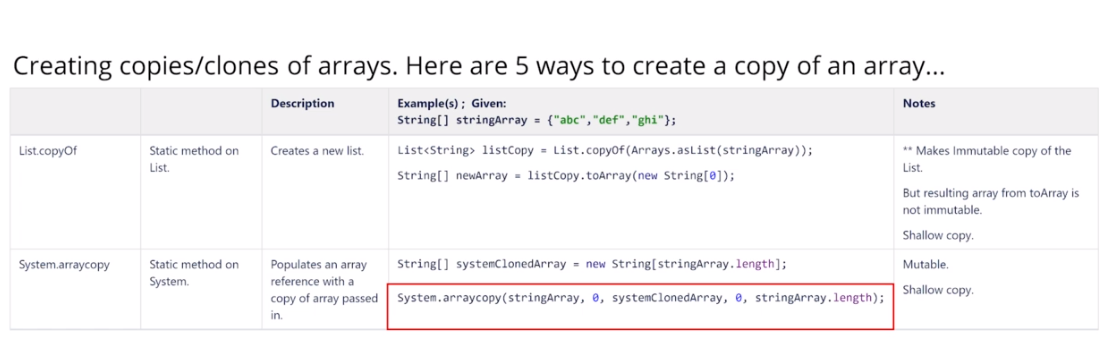 Creating copies/clones of arrays. Here are 5 ways to create a copy of an array...
Description
Example(s) ; Given:
String[] stringArray = {"abc","def","ghi"};
Notes
List.copyOf
Static method on
List.
Creates a new list.
List<String> listCopy = List.copyOf(Arrays.asList(stringArray));
String[] newArray = listCopy.toArray(new String[0]);
** Makes Immutable copy of the
List.
But resulting array from toArray is
not immutable.
Shallow copy.
System.arraycopy
Static method on
System.
Populates an array
reference with a
copy of array passed
in.
String[] systemClonedArray = new String[stringArray.length];
System.arraycopy(stringArray, 0, systemClonedArray, 0, stringArray.length);
Mutable.
Shallow copy.